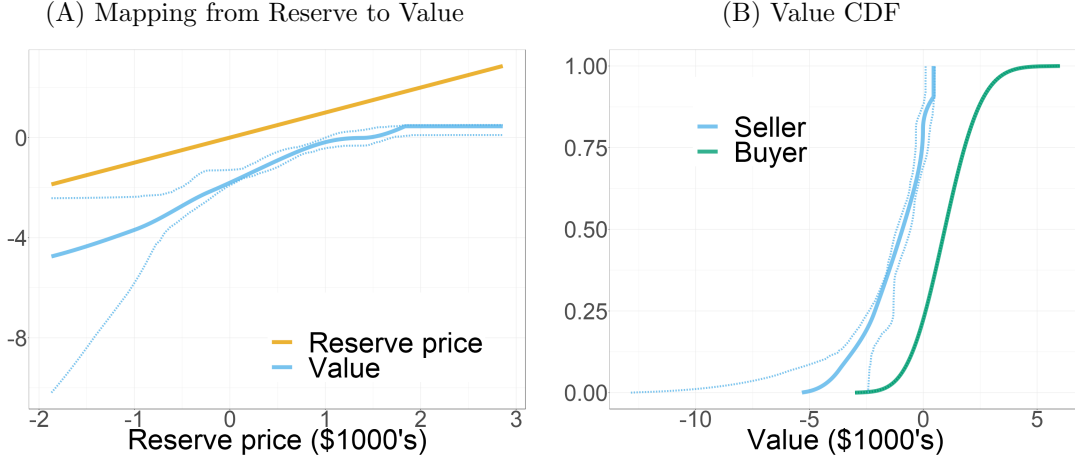 (A) Mapping from Reserve to Value
0
-4
-8
Reserve price
Value
-2 -1 0 1 2 3
Reserve price ($1000's)
(B) Value CDF
1.00
0.75
0.50
0.25
0.00
Seller
Buyer
-10 -5 0 5
Value ($1000's)